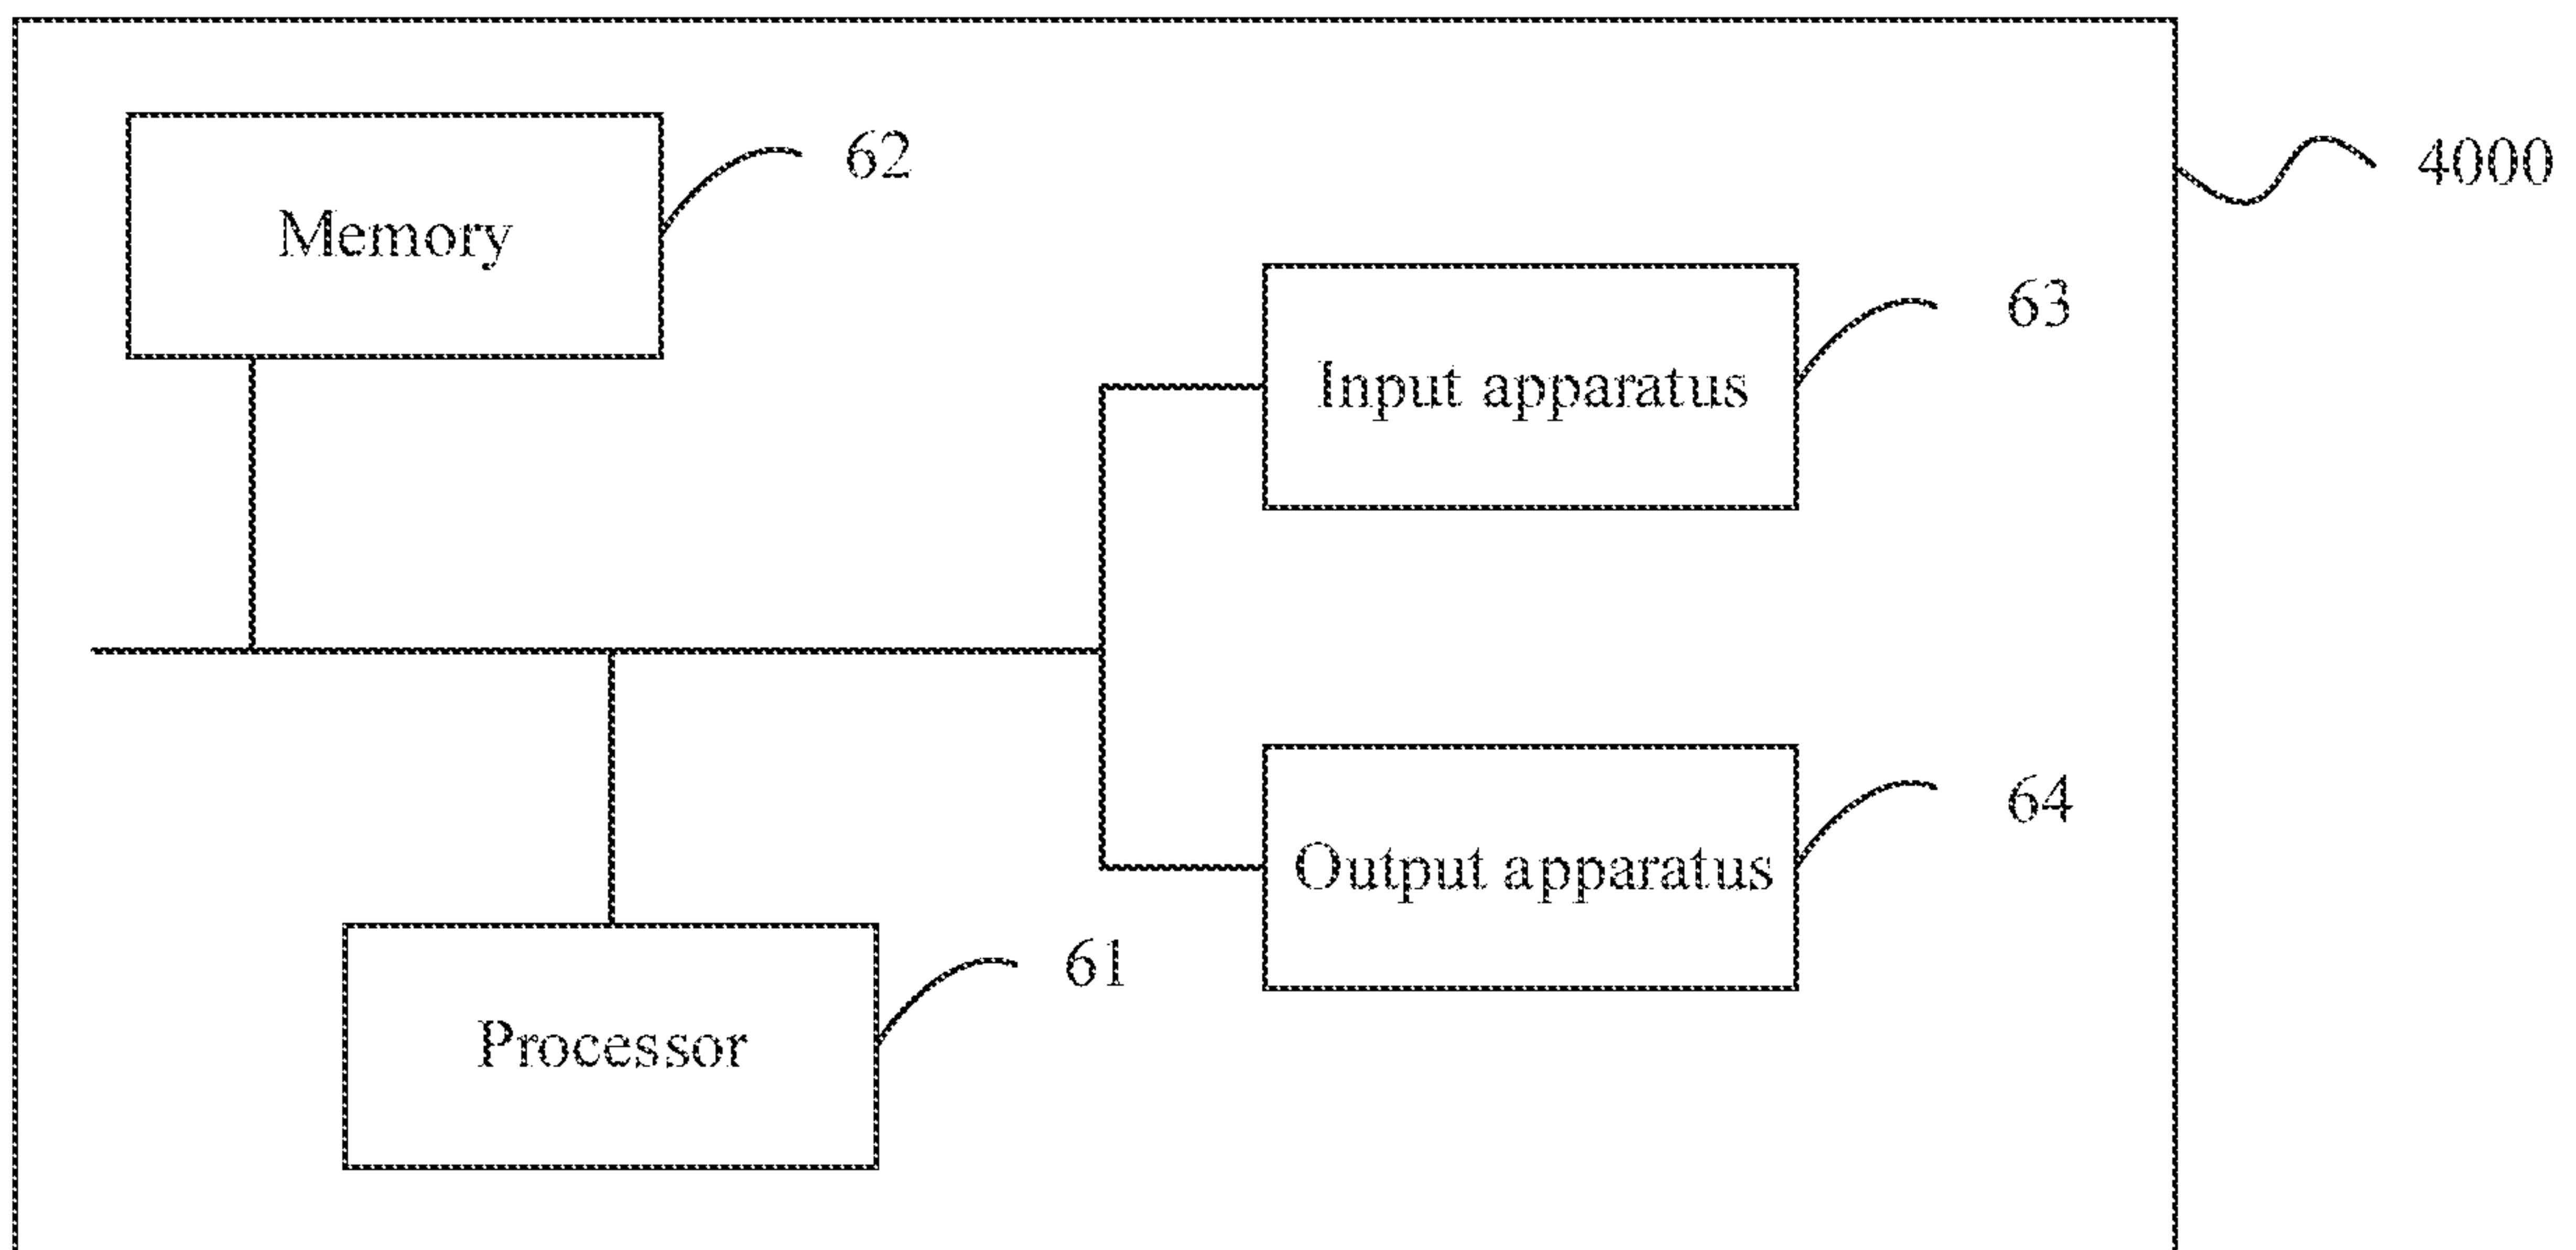 62
4000
Memory
63
Input apparatus
64
Output apparatus
61
Processor